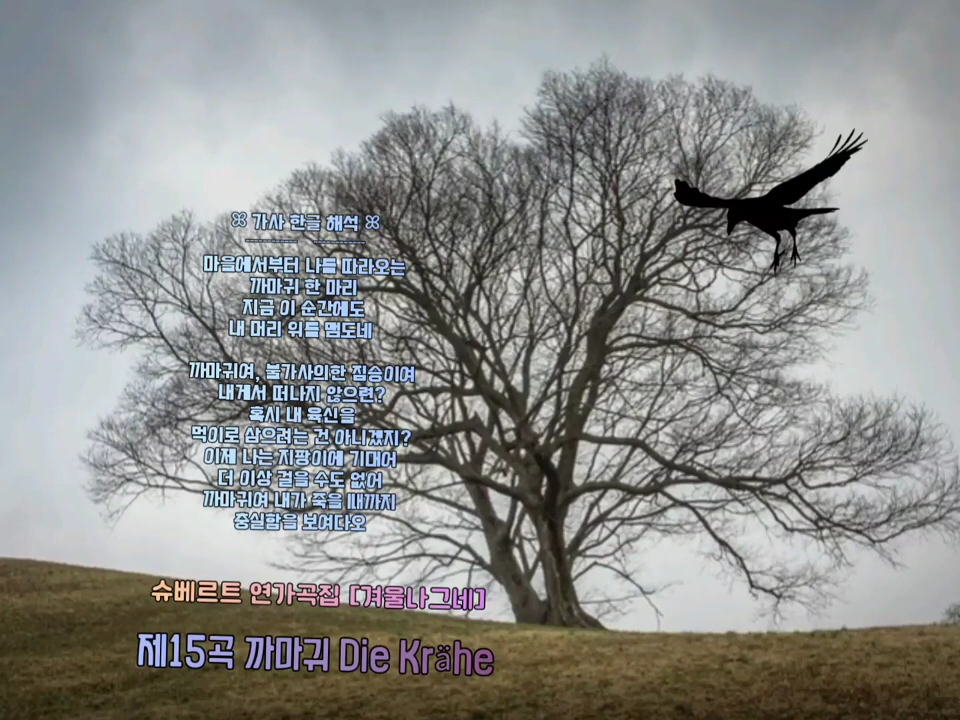 ꕥ 가사 한글 해석 ꕥ
마을에서부터 나를 따라오는
까마귀 한 마리
지금 이 순간에도
내 머리 위를 맴도네
까마귀여, 불가사의한 짐승이여
내게서 떠나지 않으련?
혹시 내 육신을
먹이로 삼으려는 건 아니겠지?
이제 나는 지팡이에 기대어
더 이상 걸을 수도 없어
까마귀여 내가 죽을 때까지
충실함을 보여다오
슈베르트 연가곡집 [겨울나그네]
제15곡 까마귀 Die Krähe